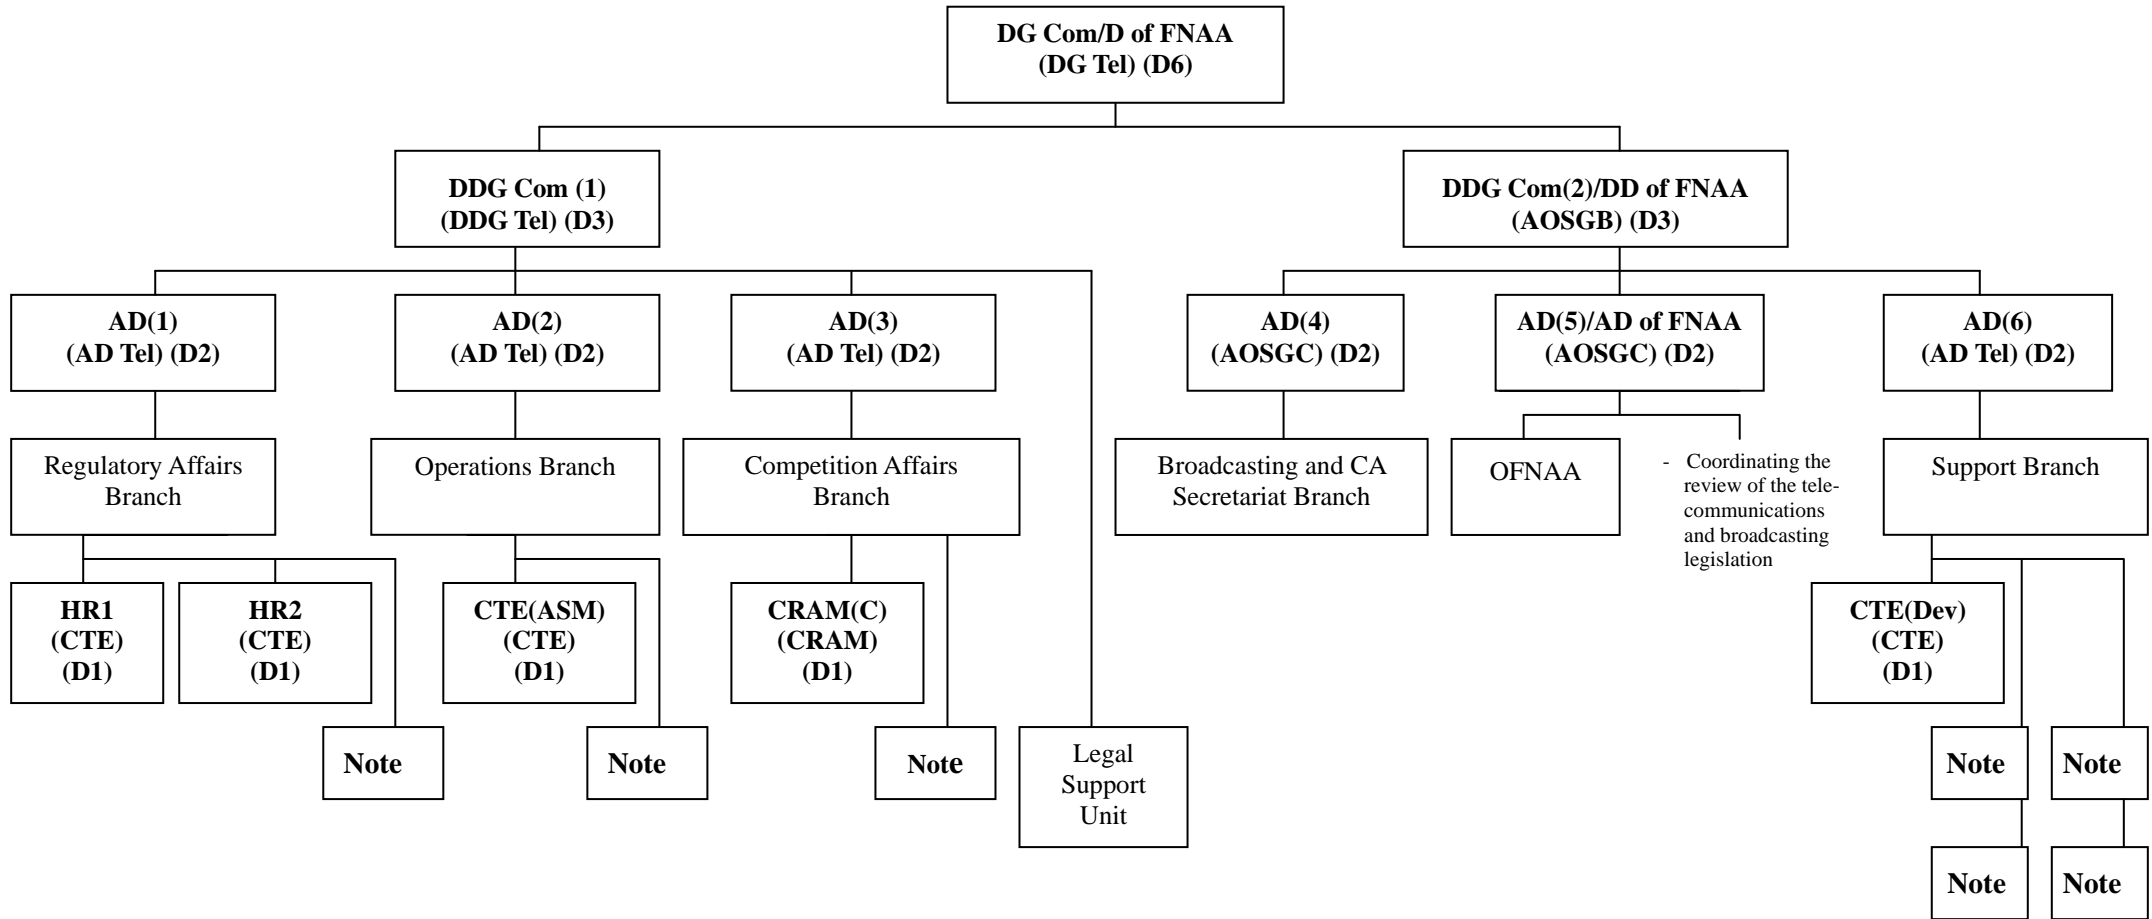 DG Com/D of FNAA
(DG Tel) (D6)
DDG Com (1)
(DDG Tel) (D3)
DDG Com(2)/DD of FNAA
(AOSGB) (D3)
AD(1)
(AD Tel) (D2)
AD(2)
(AD Tel) (D2)
AD(3)
(AD Tel) (D2)
AD(4)
(AOSGC) (D2)
AD(5)/AD of FNAA
(AOSGC) (D2)
AD(6)
(AD Tel) (D2)
Regulatory Affairs
Branch
Operations Branch
Competition Affairs
Branch
Broadcasting and CA
Secretariat Branch
OFNAA
- Coordinating the
review of the tele-
communications
and broadcasting
legislation
Support Branch
HR1
(CTE)
(D1)
HR2
(CTE)
(D1)
CTE(ASM)
(CTE)
(D1)
CRAM(C)
(CRAM)
(D1)
CTE(Dev)
(CTE)
(D1)
Note
Note
Note
Legal
Support
Unit
Note
Note
Note
Note